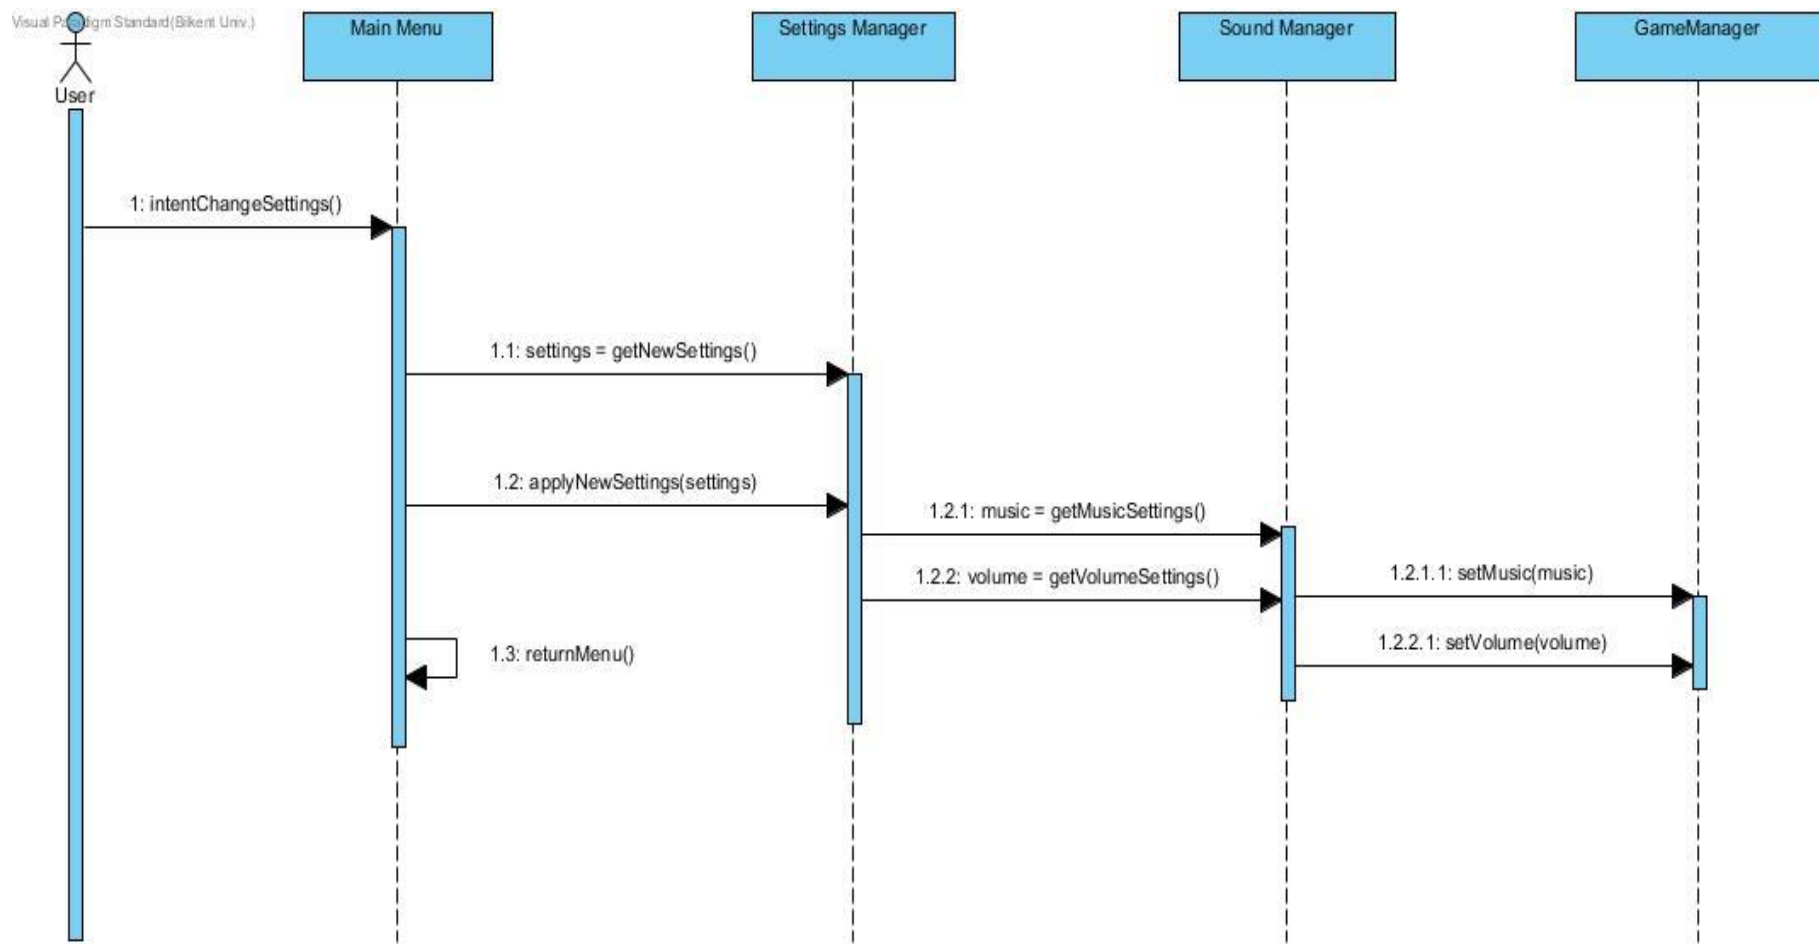 Visual Paradigm Standard(Bilkent Univ.)
User
Main Menu
Settings Manager
Sound Manager
GameManager
1: intentChangeSettings()
1.1: settings = getNewSettings()
1.2: applyNewSettings(settings)
1.2.1: music = getMusicSettings()
1.2.2: volume = getVolumeSettings()
1.2.1.1: setMusic(music)
1.2.2.1: setVolume(volume)
1.3: returnMenu()